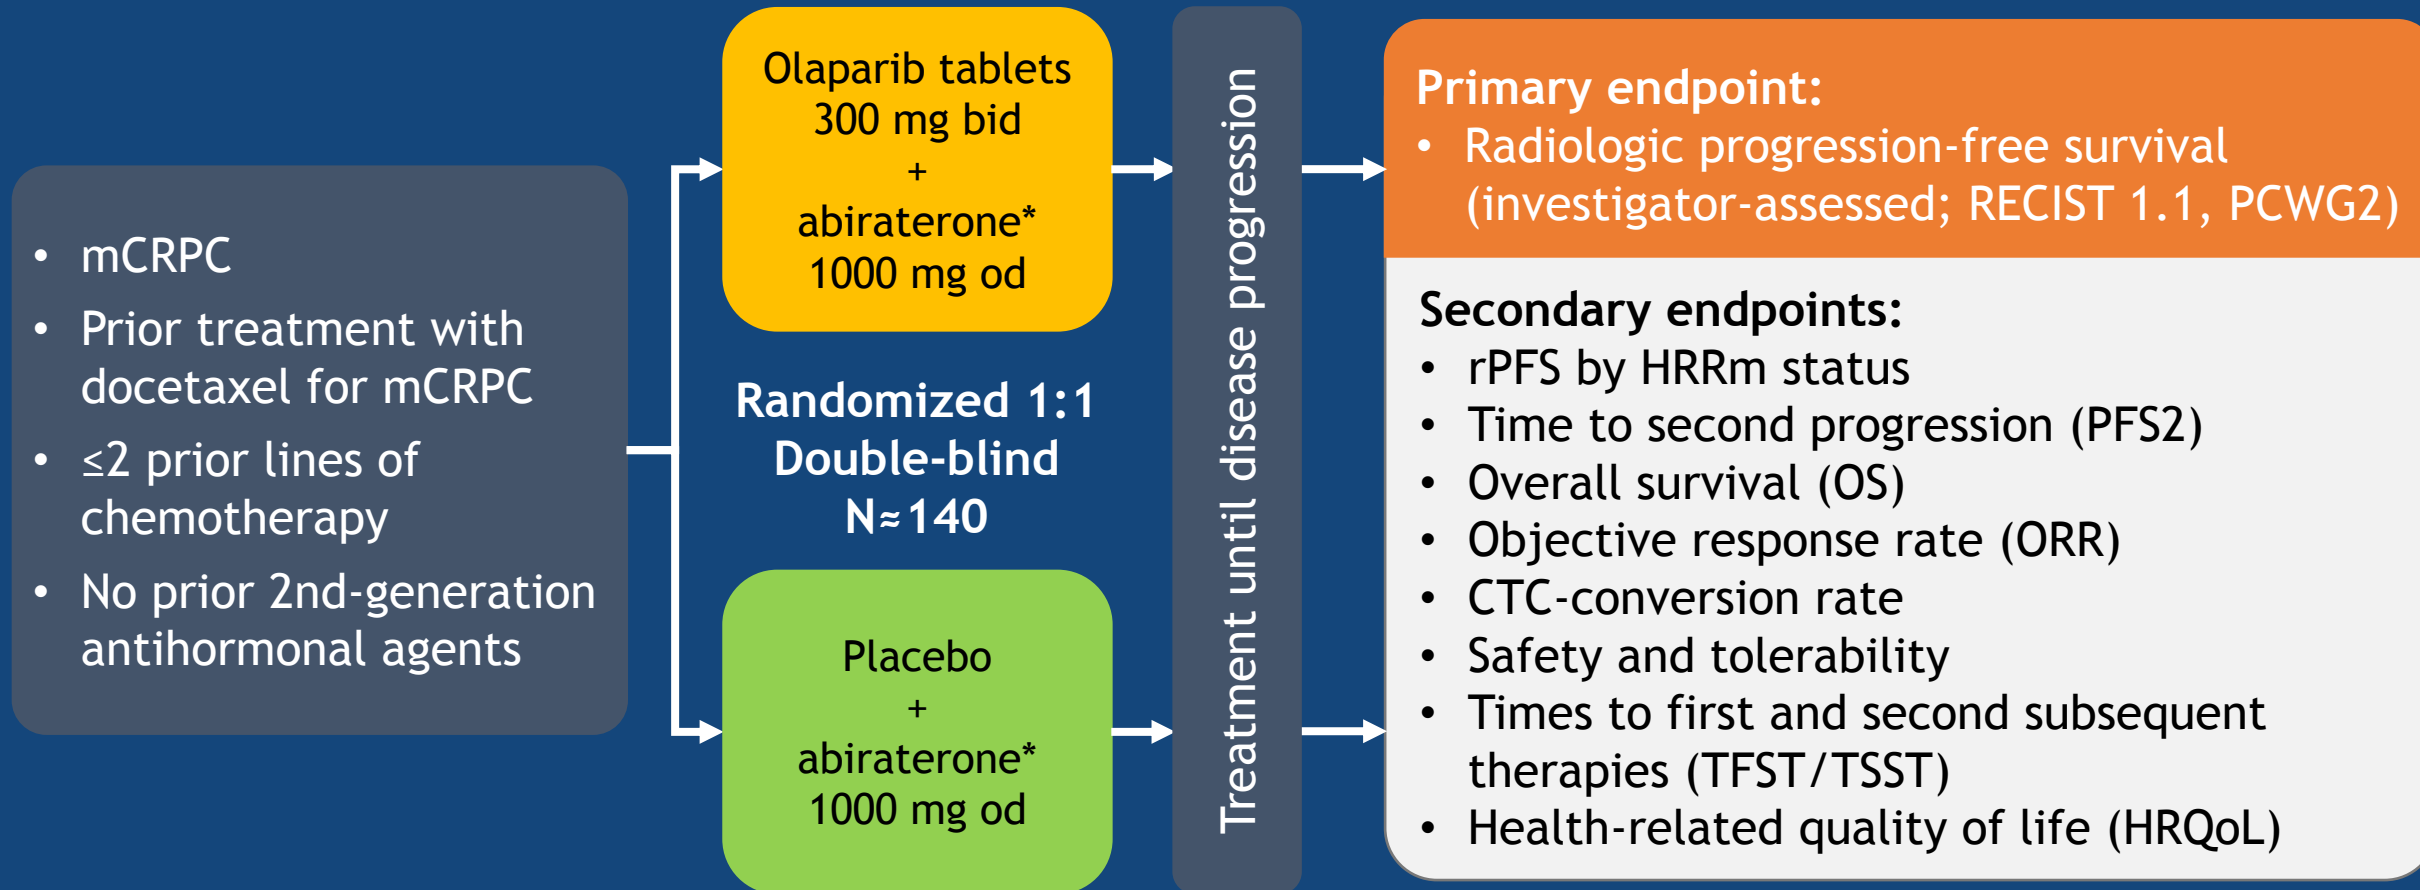 • mCRPC
• Prior treatment with
docetaxel for mCRPC
• ≤2 prior lines of
chemotherapy
• No prior 2nd-generation
antihormonal agents
Olaparib tablets
300 mg bid
+
abiraterone*
1000 mg od
Randomized 1:1
Double-blind
N≈140
Placebo
+
abiraterone*
1000 mg od
Treatment until disease progression
Primary endpoint:
• Radiologic progression-free survival
(investigator-assessed; RECIST 1.1, PCWG2)
Secondary endpoints:
• rPFS by HRRm status
• Time to second progression (PFS2)
• Overall survival (OS)
• Objective response rate (ORR)
• CTC-conversion rate
• Safety and tolerability
• Times to first and second subsequent
therapies (TFST/TSST)
• Health-related quality of life (HRQoL)